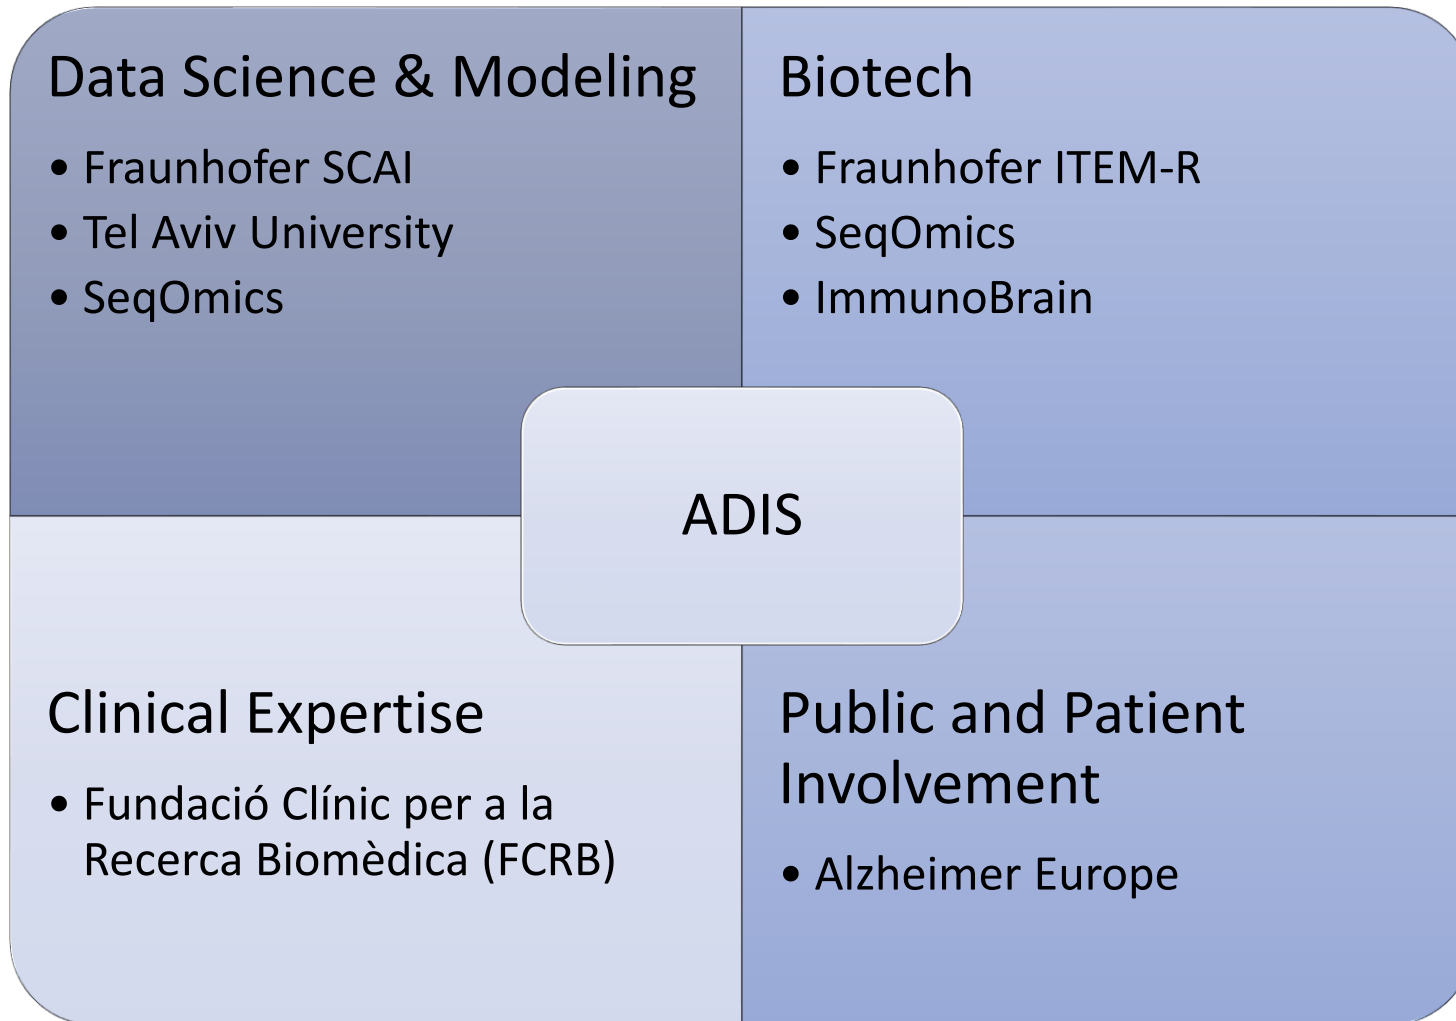 Data Science & Modeling
• Fraunhofer SCAI
• Tel Aviv University
• SeqOmics
Biotech
• Fraunhofer ITEM-R
• SeqOmics
• ImmunoBrain
ADIS
Clinical Expertise
• Fundació Clínic per a la
Recerca Biomèdica (FCRB)
Public and Patient
Involvement
• Alzheimer Europe